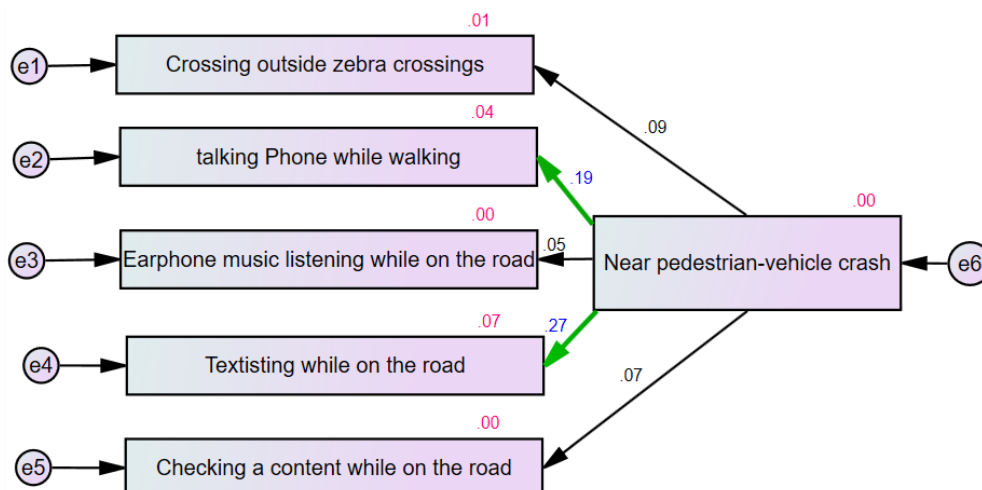 .01
e1
Crossing outside zebra crossings
.09
.04
e2
talking Phone while walking
.19
.00
e3
Earphone music listening while on the road
.05
.00
Near pedestrian-vehicle crash
e6
.07
.27
e4
Textisting while on the road
.07
.00
e5
Checking a content while on the road